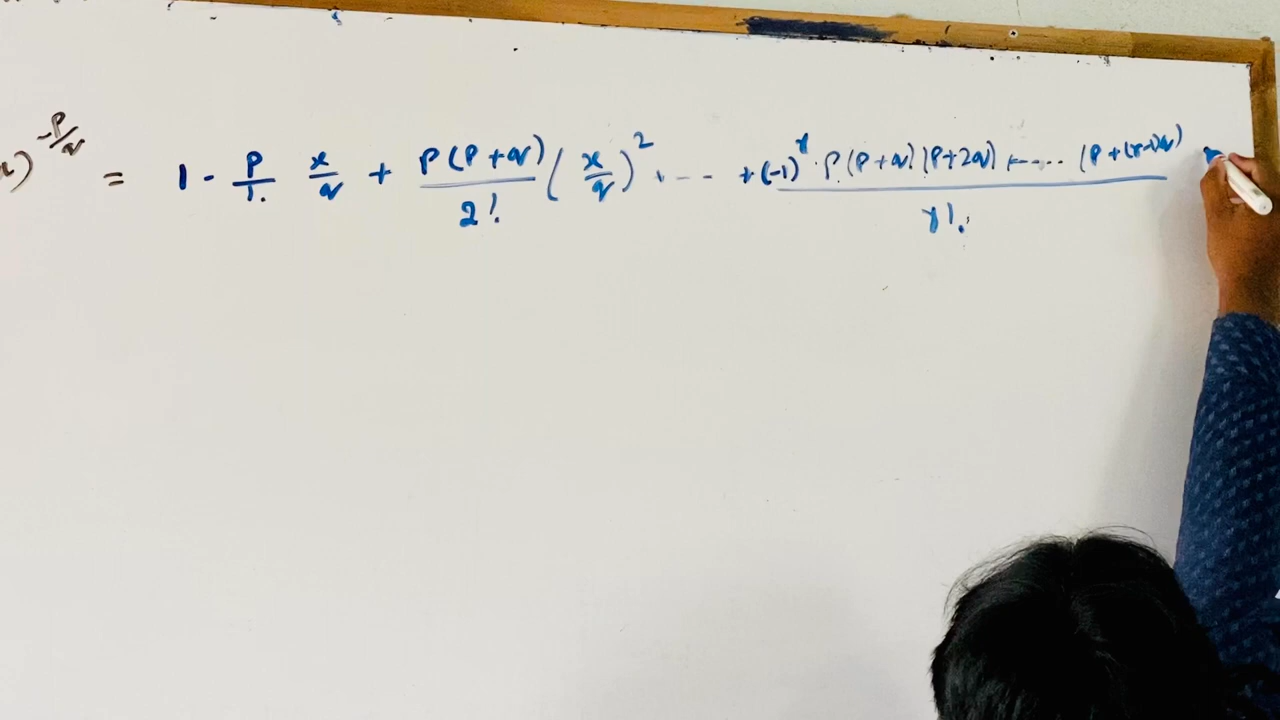 x)^{-p/q} = 1 - p/1! x/q + p(p+q)/2! (x/q)^2 + --- + (-1)^r · p(p+q)(p+2q) ..... (p+(r-1)q)/r!